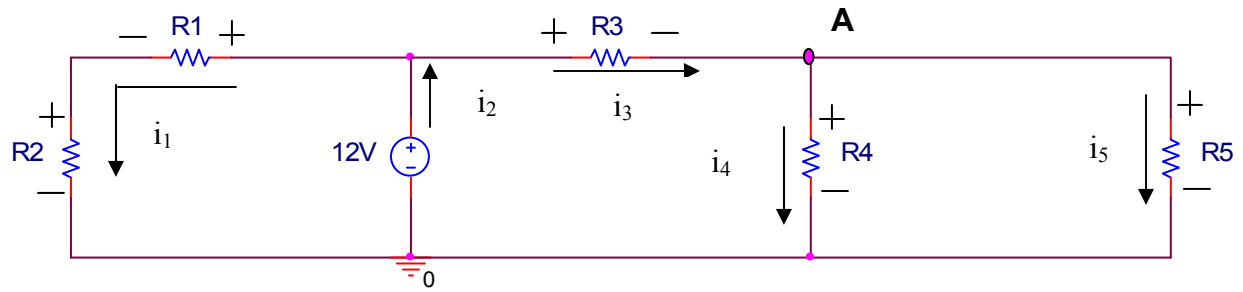 A
R1
R3
− +
+ −
i₂
i₃
+
R2
−
i₁
12V
+
−
i₄
+
R4
−
i₅
+
R5
−
0